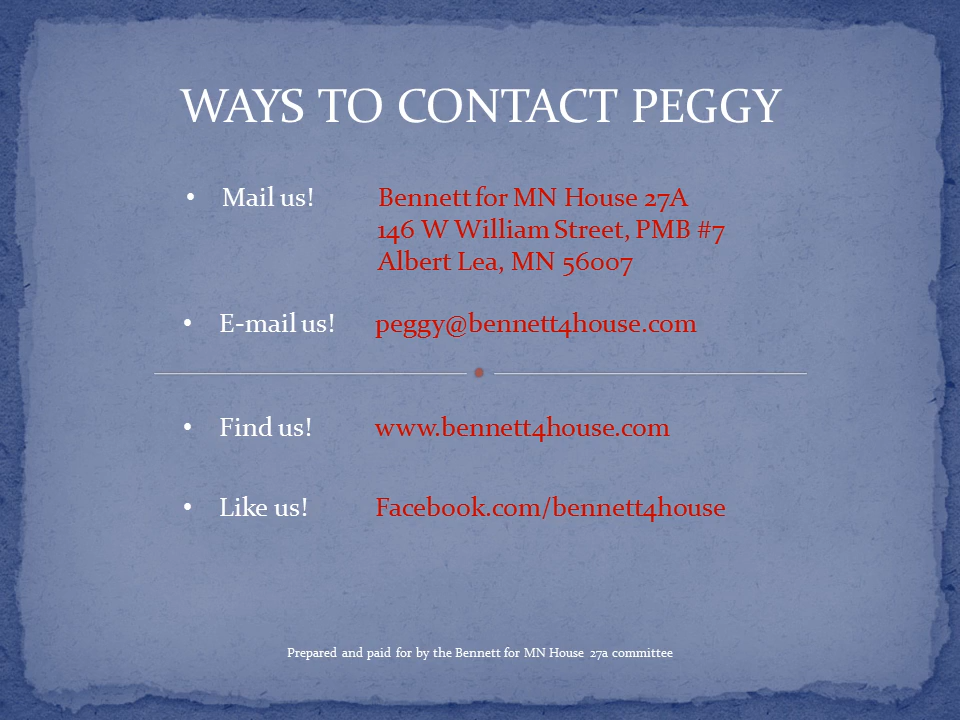 WAYS TO CONTACT PEGGY
• Mail us! Bennett for MN House 27A
146 W William Street, PMB #7
Albert Lea, MN 56007
• E-mail us! peggy@bennett4house.com
• Find us! www.bennett4house.com
• Like us! Facebook.com/bennett4house
Prepared and paid for by the Bennett for MN House 27a committee